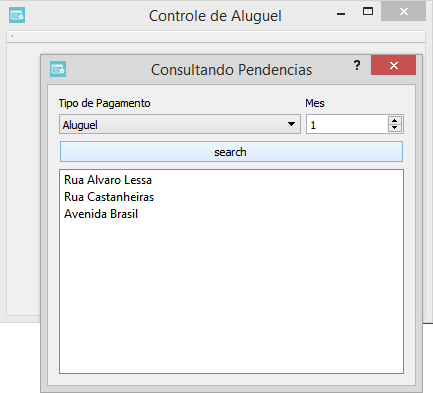 Controle de Aluguel
Consultando Pendencias
?
Tipo de Pagamento
Mes
Aluguel
1
search
Rua Alvaro Lessa
Rua Castanheiras
Avenida Brasil